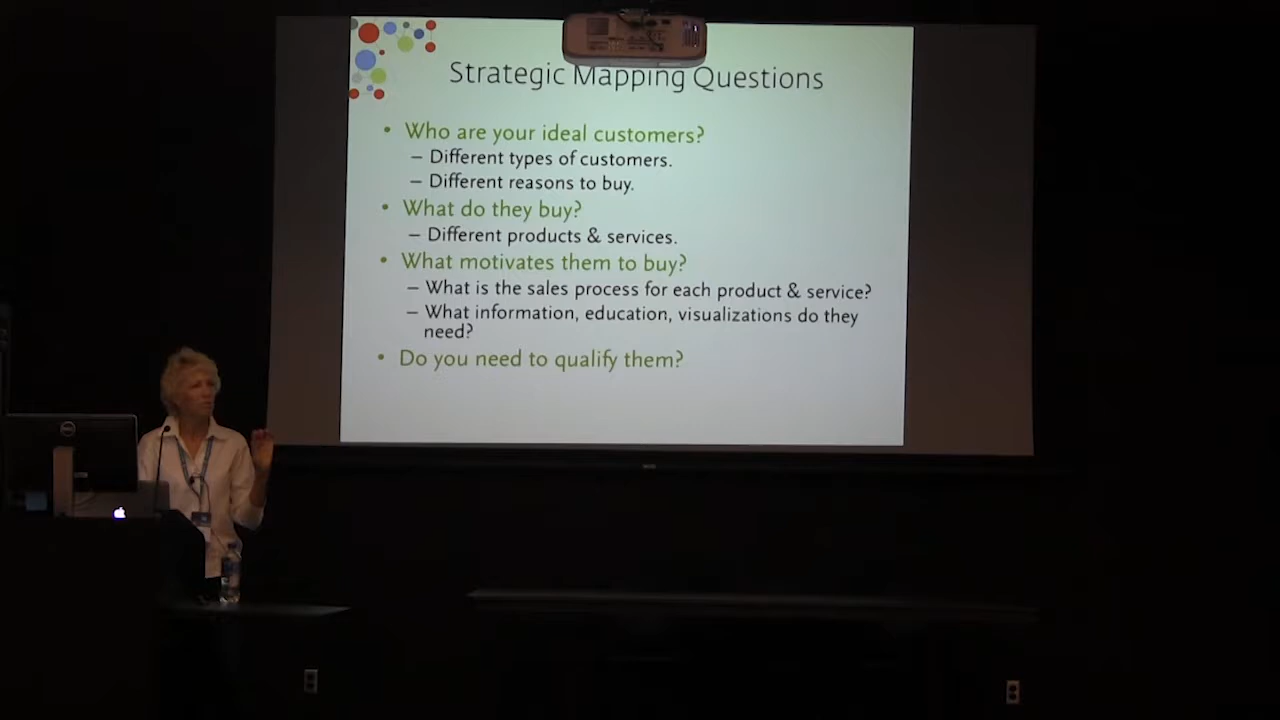 Strategic Mapping Questions
• Who are your ideal customers?
– Different types of customers.
– Different reasons to buy.
• What do they buy?
– Different products & services.
• What motivates them to buy?
– What is the sales process for each product & service?
– What information, education, visualizations do they
need?
• Do you need to qualify them?
DELL